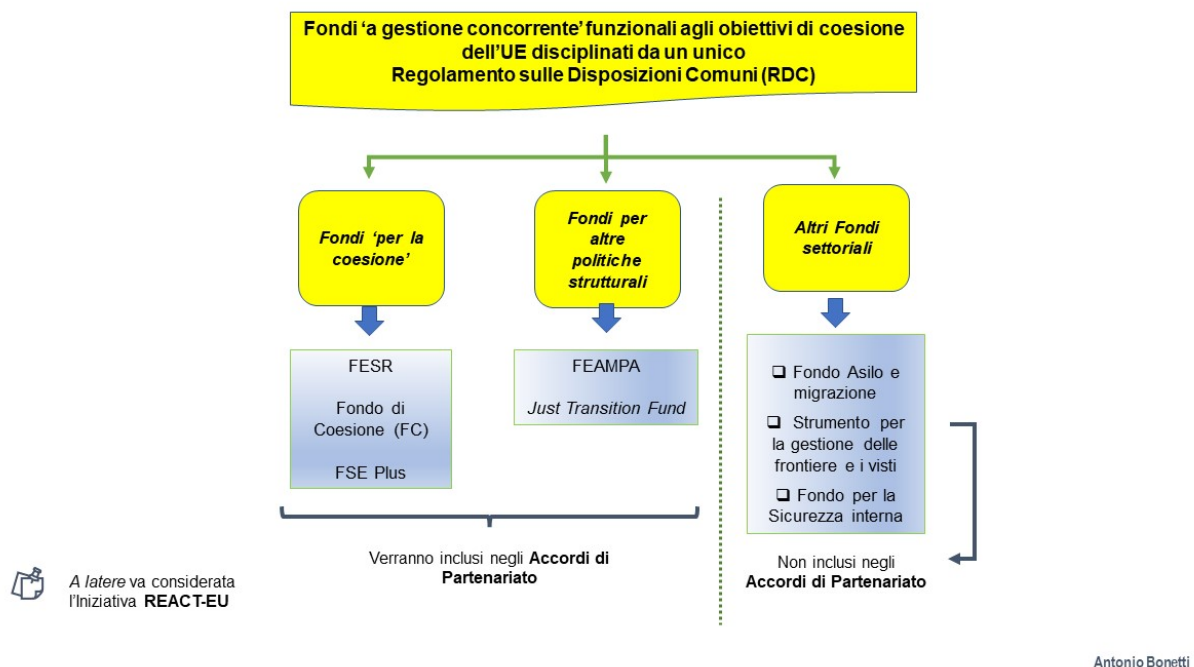 Fondi ‘a gestione concorrente’ funzionali agli obiettivi di coesione
dell’UE disciplinati da un unico
Regolamento sulle Disposizioni Comuni (RDC)
Fondi ‘per la
coesione’
Fondi per
altre
politiche
strutturali
Altri Fondi
settoriali
FESR
Fondo di
Coesione (FC)
FSE Plus
FEAMPA
Just Transition Fund
❑ Fondo Asilo e
migrazione
❑ Strumento per
la gestione delle
frontiere e i visti
❑ Fondo per la
Sicurezza interna
Verranno inclusi negli Accordi di
Partenariato
Non inclusi negli
Accordi di Partenariato
A latere va considerata
l’Iniziativa REACT-EU
Antonio Bonetti